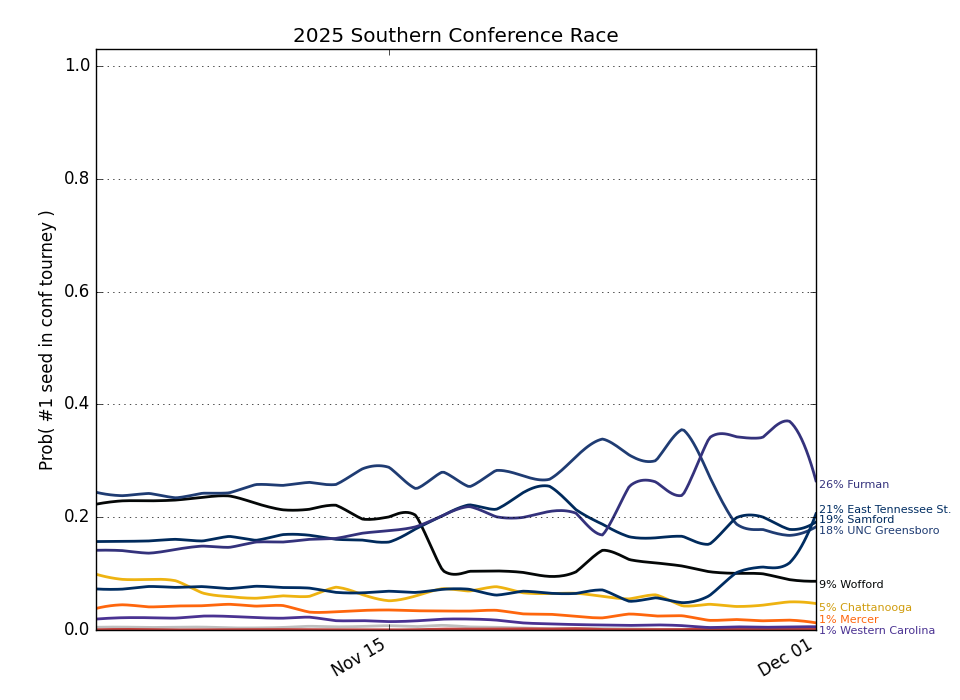 2025 Southern Conference Race
Prob( #1 seed in conf tourney )
1.0
0.8
0.6
0.4
0.2
0.0
Nov 15
Dec 01
26% Furman
21% East Tennessee St.
19% Samford
18% UNC Greensboro
9% Wofford
5% Chattanooga
1% Mercer
1% Western Carolina